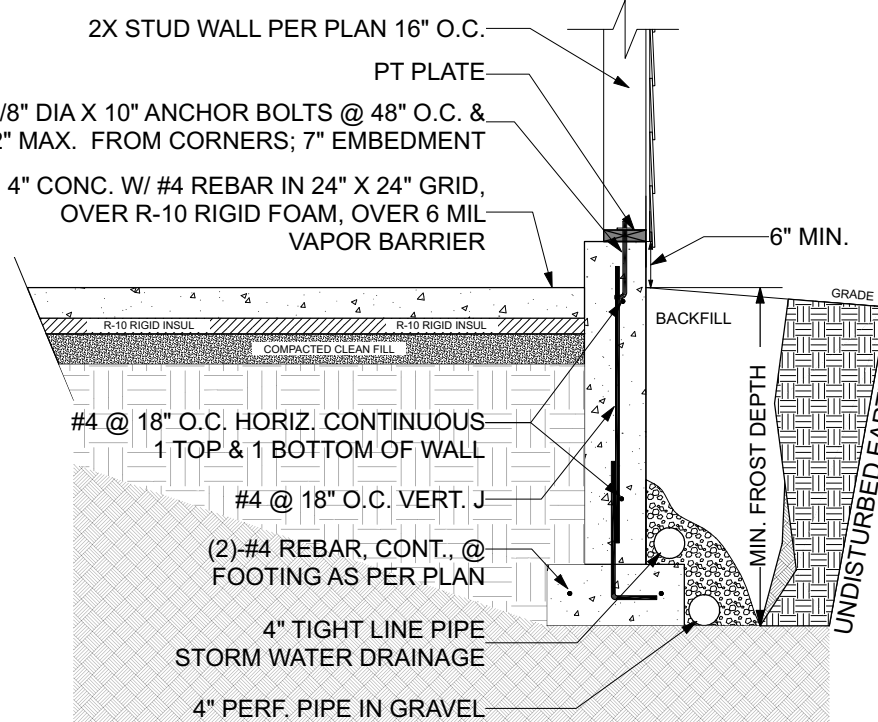 2X STUD WALL PER PLAN 16" O.C.
PT PLATE
/8" DIA X 10" ANCHOR BOLTS @ 48" O.C. &
2" MAX. FROM CORNERS; 7" EMBEDMENT
4" CONC. W/ #4 REBAR IN 24" X 24" GRID,
OVER R-10 RIGID FOAM, OVER 6 MIL
VAPOR BARRIER
6" MIN.
GRADE
R-10 RIGID INSUL
R-10 RIGID INSUL
BACKFILL
COMPACTED CLEAN FILL
#4 @ 18" O.C. HORIZ. CONTINUOUS
1 TOP & 1 BOTTOM OF WALL
#4 @ 18" O.C. VERT. J
(2)-#4 REBAR, CONT., @
FOOTING AS PER PLAN
4" TIGHT LINE PIPE
STORM WATER DRAINAGE
4" PERF. PIPE IN GRAVEL
MIN. FROST DEPTH
UNDISTURBED